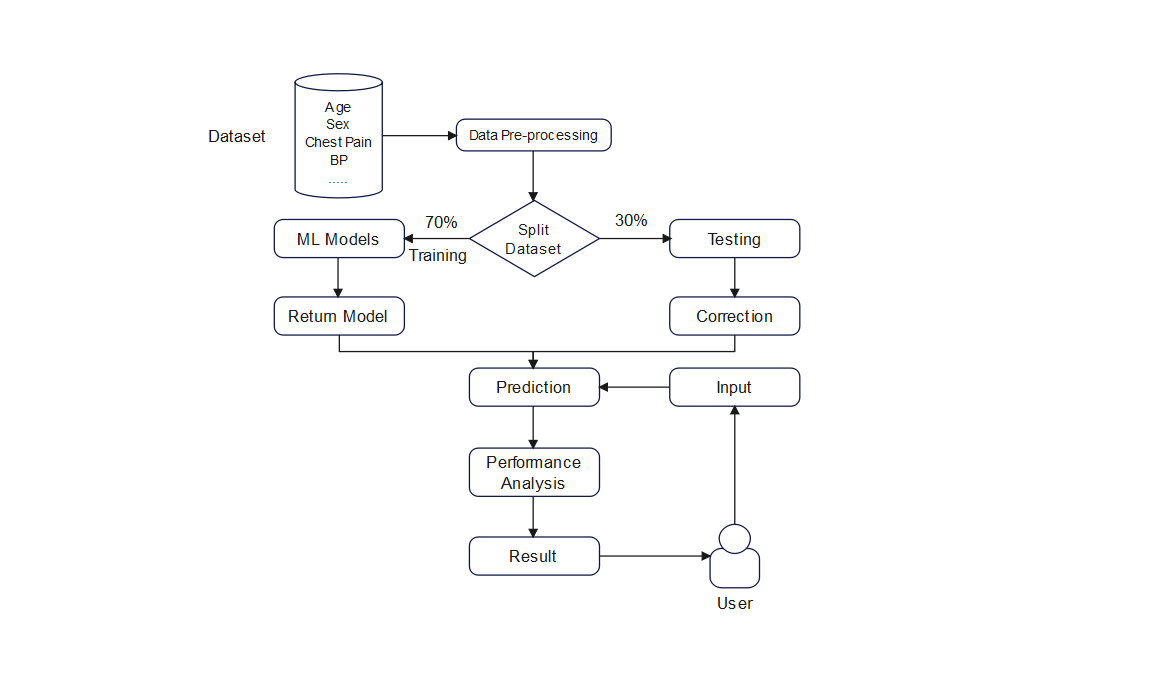 Age
Sex
Chest Pain
BP
.....
Dataset
Data Pre-processing
70%
30%
Split
Dataset
ML Models
Training
Testing
Return Model
Correction
Prediction
Input
Performance
Analysis
Result
User